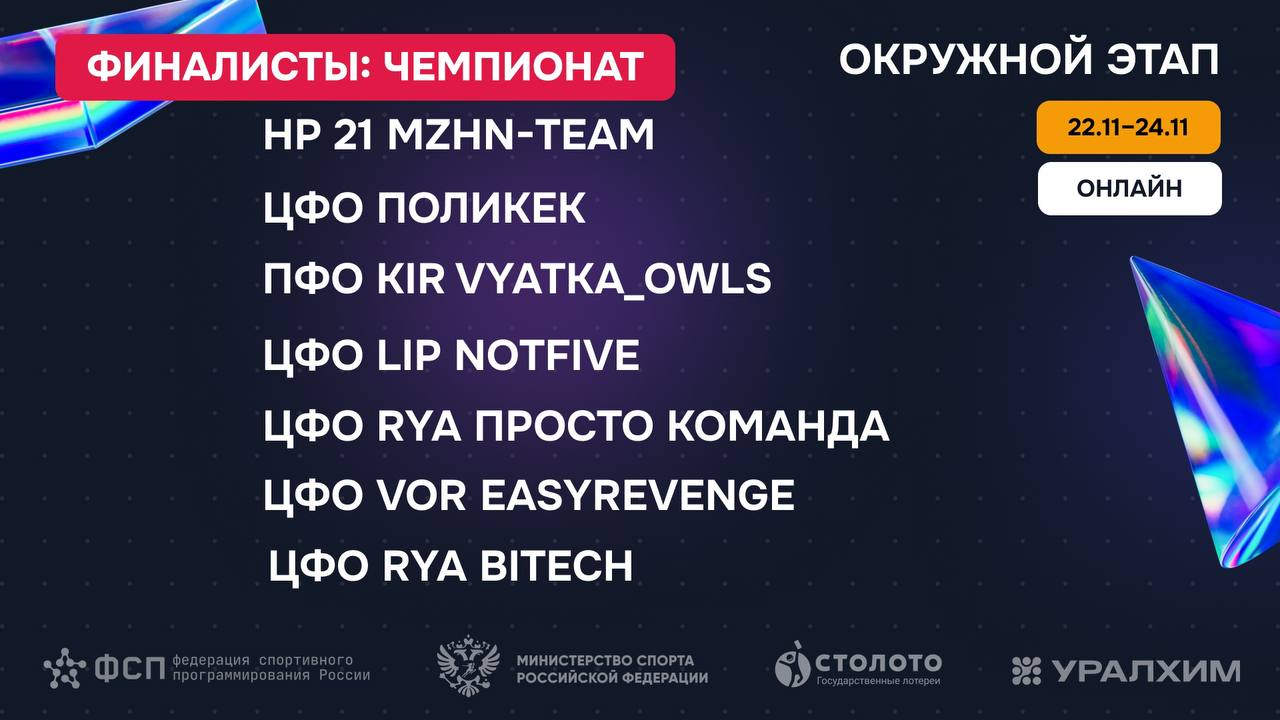 ФИНАЛИСТЫ: ЧЕМПИОНАТ
ОКРУЖНОЙ ЭТАП
22.11–24.11
ОНЛАЙН
НР 21 MZHN-TEAM
ЦФО ПОЛИКЕК
ПФО KIR VYATKA_OWLS
ЦФО LIP NOTFIVE
ЦФО RYA ПРОСТО КОМАНДА
ЦФО VOR EASYREVENGE
ЦФО RYA BITECH
ФСП
федерация спортивного
программирования России
МИНИСТЕРСТВО СПОРТА
РОССИЙСКОЙ ФЕДЕРАЦИИ
СТОЛОТО
Государственные лотереи
УРАЛХИМ